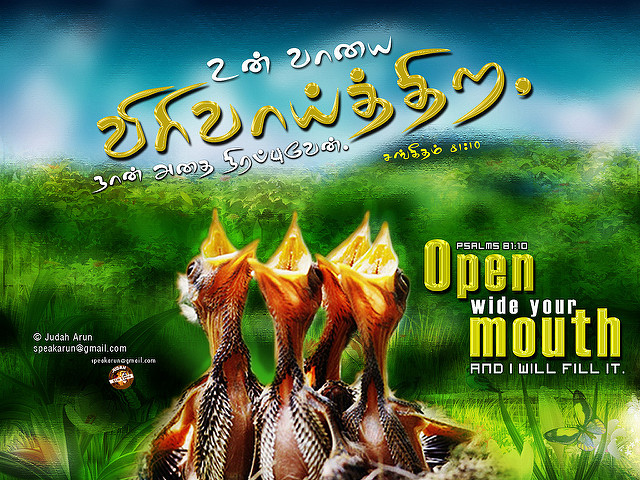 உன் வாயை
விரிவாய்த்திற.
நான் அதை நிரப்புவேன்.
சங்கீதம் 81:10
PSALMS 81:10
Open
wide your
mouth
AND I WILL FILL IT.
© Judah Arun
speakarun@gmail.com
speakarun@gmail.com